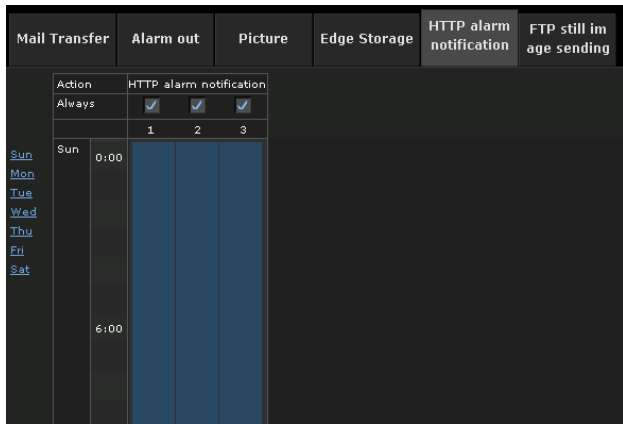 Mail Transfer
Alarm out
Picture
Edge Storage
HTTP alarm
notification
FTP still im
age sending
Action
HTTP alarm notification
Always
1 2 3
Sun
Mon
Tue
Wed
Thu
Fri
Sat
Sun
0:00
6:00